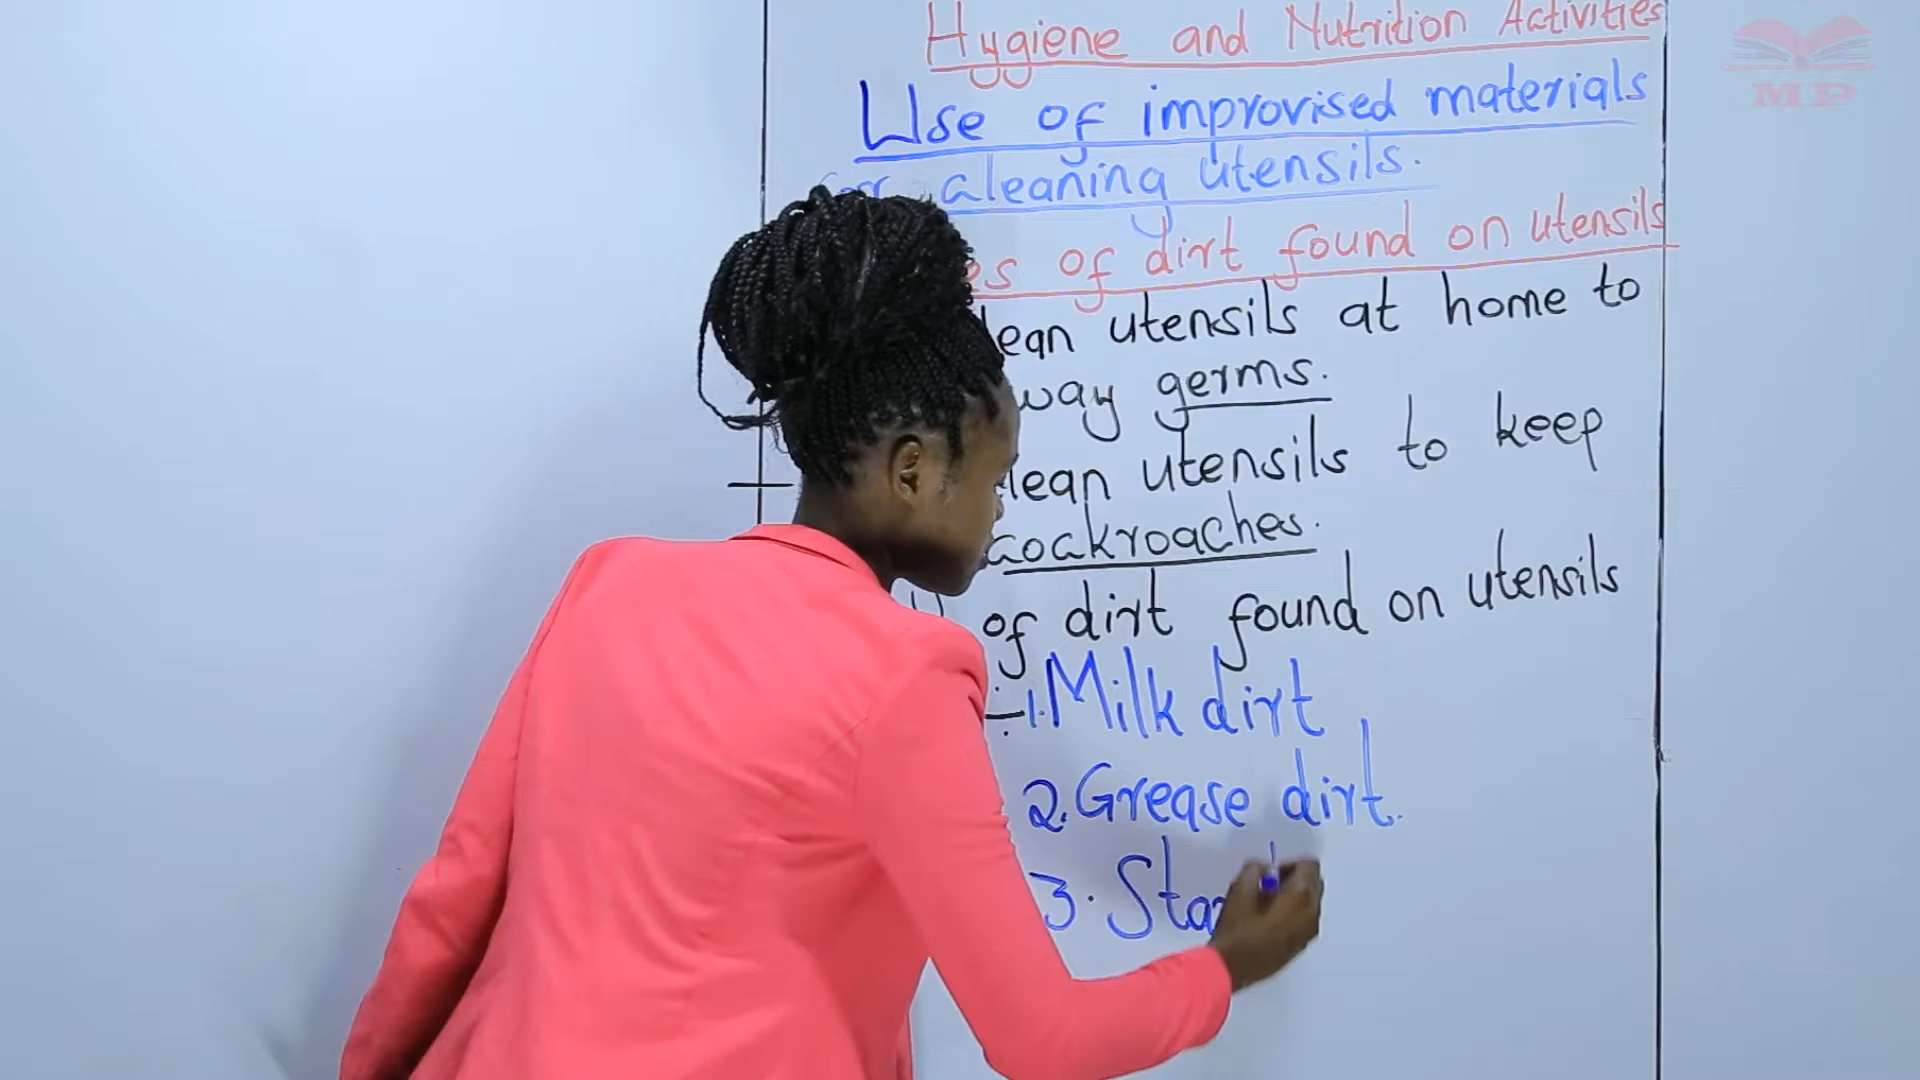 Hygiene and Nutrition Activities
Use of improvised materials
cleaning utensils.
of dirt found on utensils
utensils at home to
germs.
utensils to keep
cockroaches.
of dirt found on utensils
1. Milk dirt
2. Grease dirt.
3. Sta
MP